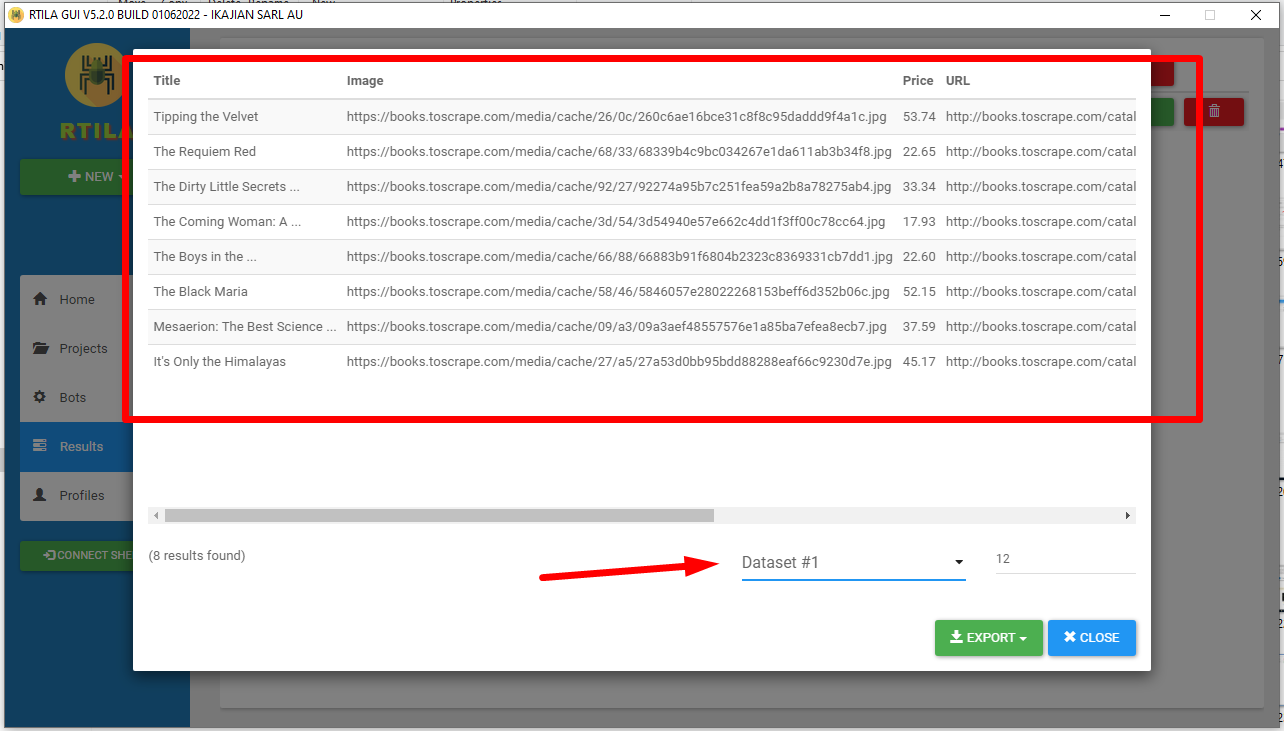 RTILA GUI V5.2.0 BUILD 01062022 - IKAJIAN SARL AU
RTILA
NEW
Home
Projects
Bots
Results
Profiles
CONNECT SHE
Title Image Price URL
Tipping the Velvet https://books.toscrape.com/media/cache/26/0c/260c6ae16bce31c8f8c95daddd9f4a1c.jpg 53.74 http://books.toscrape.com/catal
The Requiem Red https://books.toscrape.com/media/cache/68/33/68339b4c9bc034267e1da611ab3b34f8.jpg 22.65 http://books.toscrape.com/catal
The Dirty Little Secrets ... https://books.toscrape.com/media/cache/92/27/92274a95b7c251fea59a2b8a78275ab4.jpg 33.34 http://books.toscrape.com/catal
The Coming Woman: A ... https://books.toscrape.com/media/cache/3d/54/3d54940e57e662c4dd1f3ff00c78cc64.jpg 17.93 http://books.toscrape.com/catal
The Boys in the ... https://books.toscrape.com/media/cache/66/88/66883b91f6804b2323c8369331cb7dd1.jpg 22.60 http://books.toscrape.com/catal
The Black Maria https://books.toscrape.com/media/cache/58/46/5846057e28022268153beff6d352b06c.jpg 52.15 http://books.toscrape.com/catal
Mesaerion: The Best Science ... https://books.toscrape.com/media/cache/09/a3/09a3aef48557576e1a85ba7efea8ecb7.jpg 37.59 http://books.toscrape.com/catal
It's Only the Himalayas https://books.toscrape.com/media/cache/27/a5/27a53d0bb95bdd88288eaf66c9230d7e.jpg 45.17 http://books.toscrape.com/catal
(8 results found) Dataset #1 12
EXPORT CLOSE